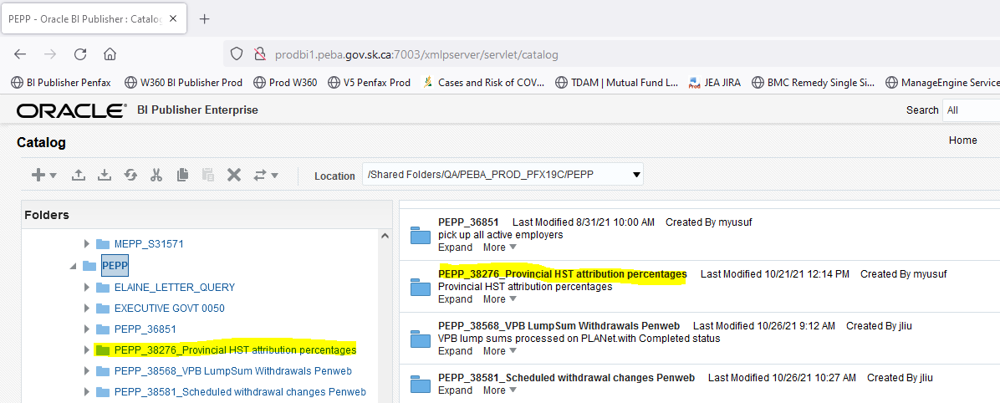 PEPP - Oracle BI Publisher : Catalog
prodbi1.peba.gov.sk.ca:7003/xmlpserver/servlet/catalog
BI Publisher Penfax W360 BI Publisher Prod Prod W360 V5 Penfax Prod Cases and Risk of COV... TDAM | Mutual Fund L... JEA JIRA BMC Remedy Single Si... ManageEngine Service
ORACLE BI Publisher Enterprise Search All
Catalog Home
Location /Shared Folders/QA/PEBA_PROD_PFX19C/PEPP
Folders
MEPP_S31571
PEPP
ELAINE_LETTER_QUERY
EXECUTIVE GOVT 0050
PEPP_36851
PEPP_38276_Provincial HST attribution percentages
PEPP_38568_VPB LumpSum Withdrawals Penweb
PEPP_38581_Scheduled withdrawal changes Penweb
PEPP_36851 Last Modified 8/31/21 10:00 AM Created By myusuf
pick up all active employers
Expand More
PEPP_38276_Provincial HST attribution percentages Last Modified 10/21/21 12:14 PM Created By myusuf
Provincial HST attribution percentages
Expand More
PEPP_38568_VPB LumpSum Withdrawals Penweb Last Modified 10/26/21 9:12 AM Created By jliu
VPB lump sums processed on PLANet.with Completed status
Expand More
PEPP_38581_Scheduled withdrawal changes Penweb Last Modified 10/26/21 10:27 AM Created By jliu
Expand More